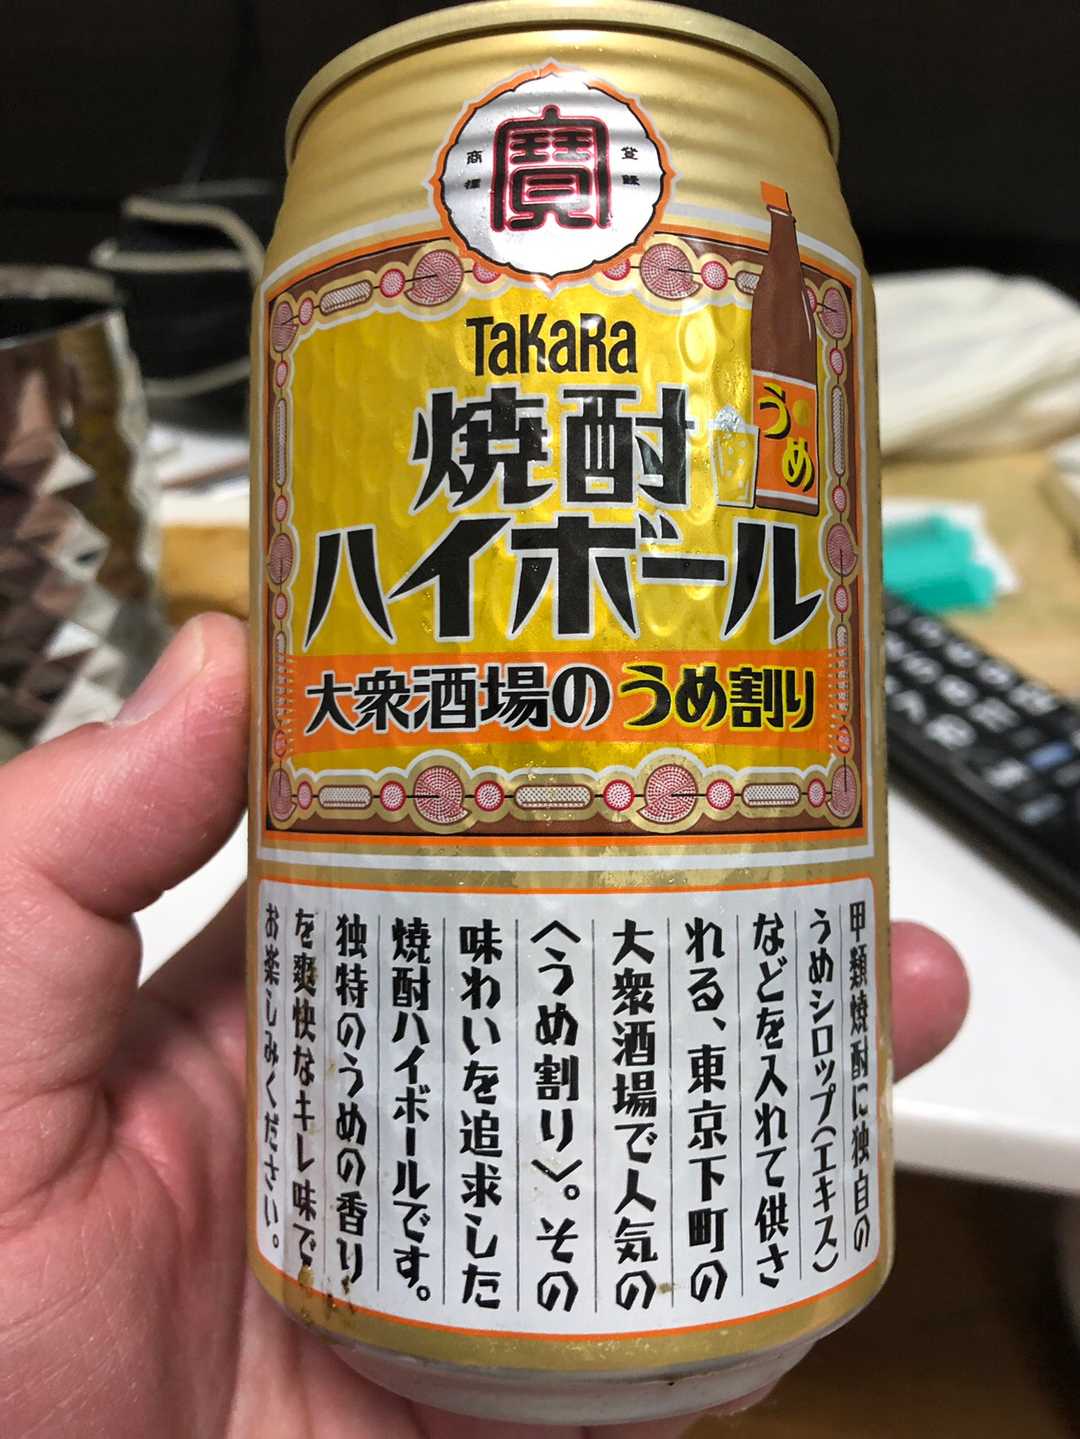 寶
登録
商標
TaKaRa
焼酎
ハイボール
うめ
大衆酒場のうめ割り
甲類焼酎に独自の
うめシロップ(エキス)
などを入れて供さ
れる、東京下町の
大衆酒場で人気の
〈うめ割り〉。その
味わいを追求した
焼酎ハイボールです。
独特のうめの香り
を爽快なキレ味で
お楽しみください。